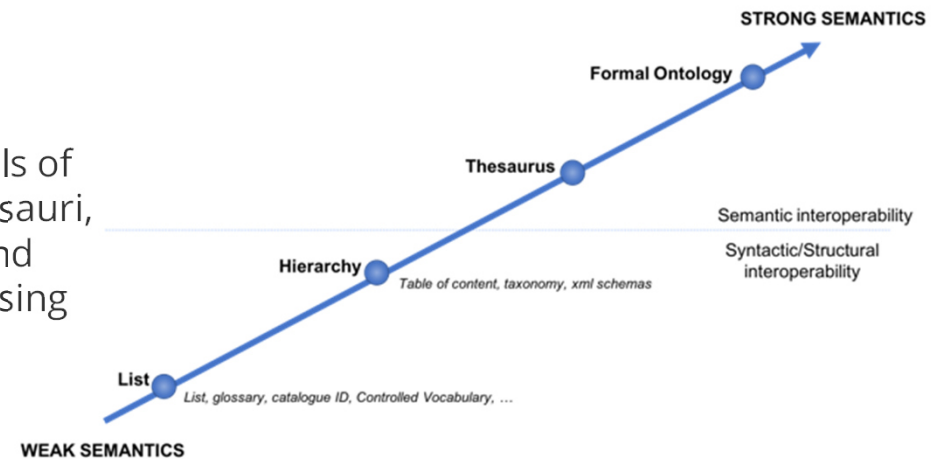 STRONG SEMANTICS
Formal Ontology
ls of
Thesaurus
sauri,
Semantic interoperability
nd
Syntactic/Structural
interoperability
Hierarchy
Table of content, taxonomy, xml schemas
sing
List
List, glossary, catalogue ID, Controlled Vocabulary, ...
WEAK SEMANTICS